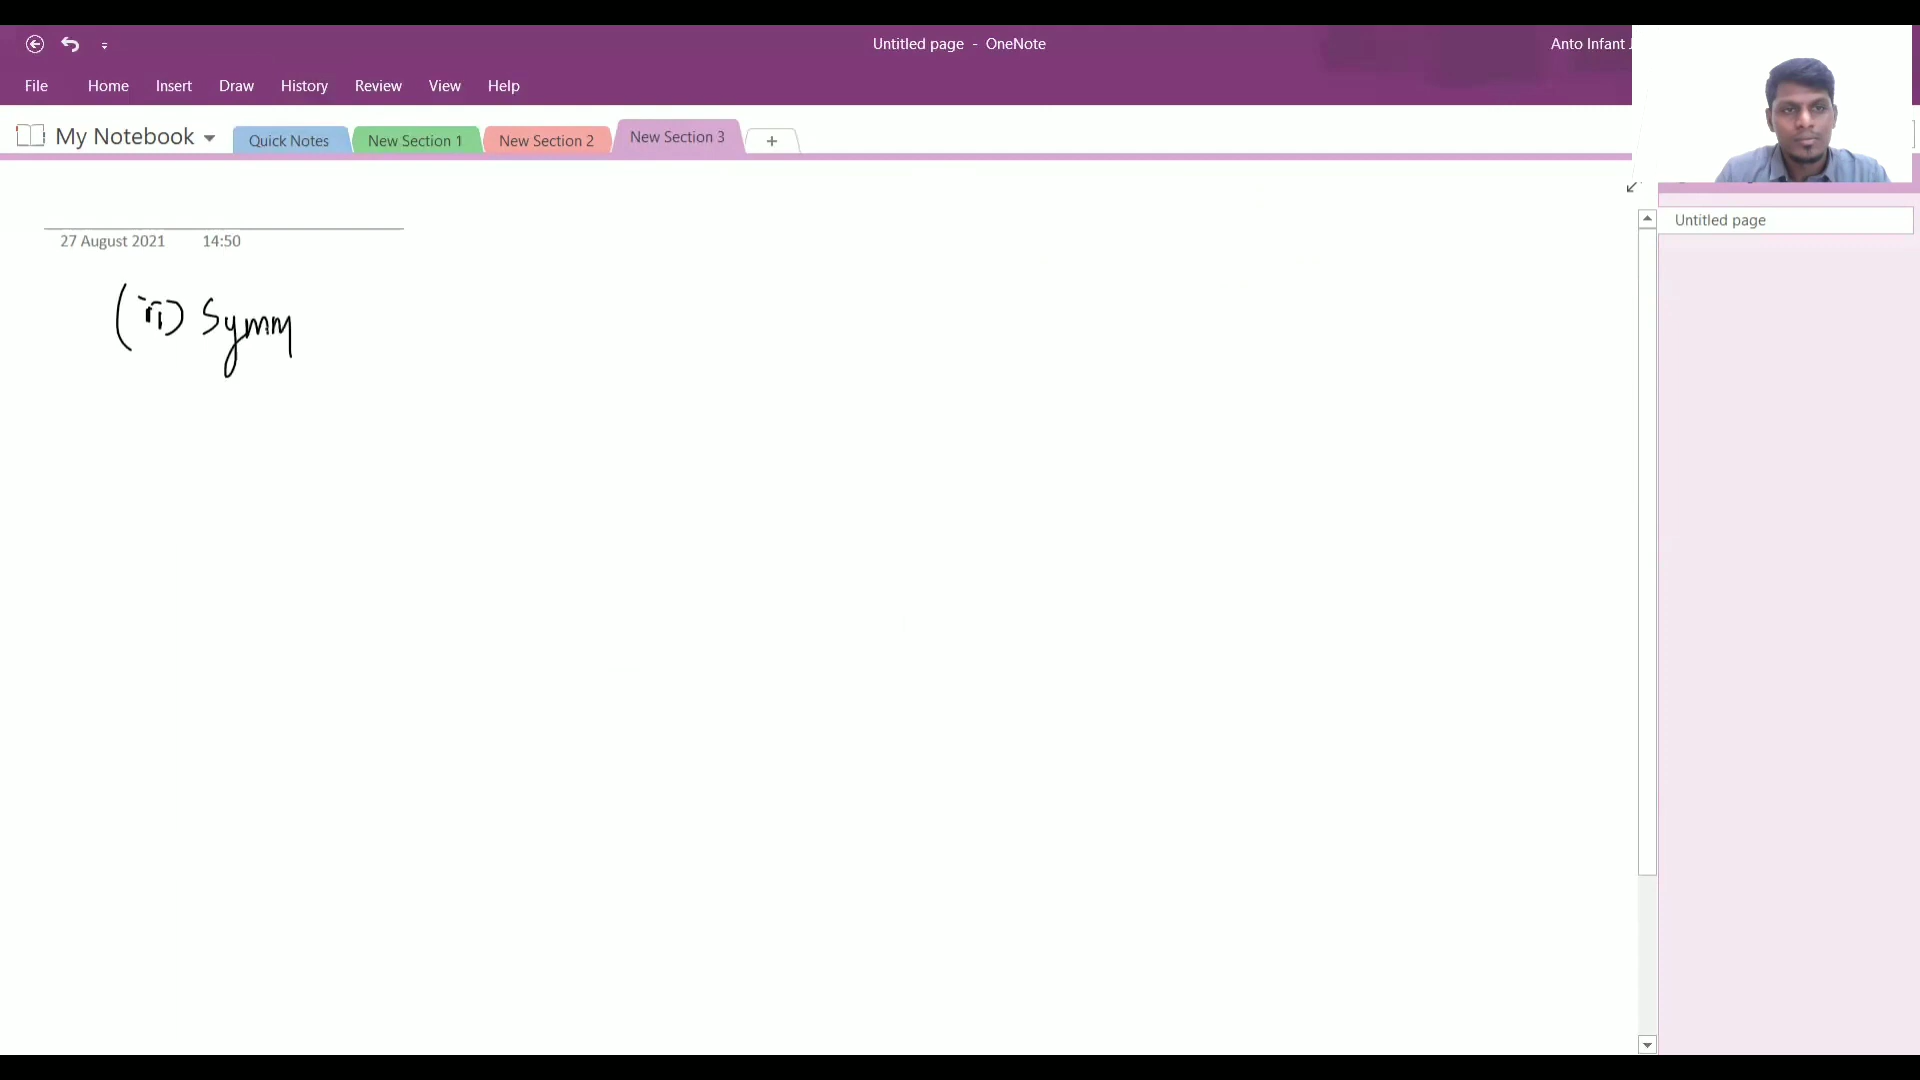 Untitled page - OneNote
Anto Infant J
File Home Insert Draw History Review View Help
My Notebook Quick Notes New Section 1 New Section 2 New Section 3 +
Untitled page
27 August 2021 14:50
(ii) Symm